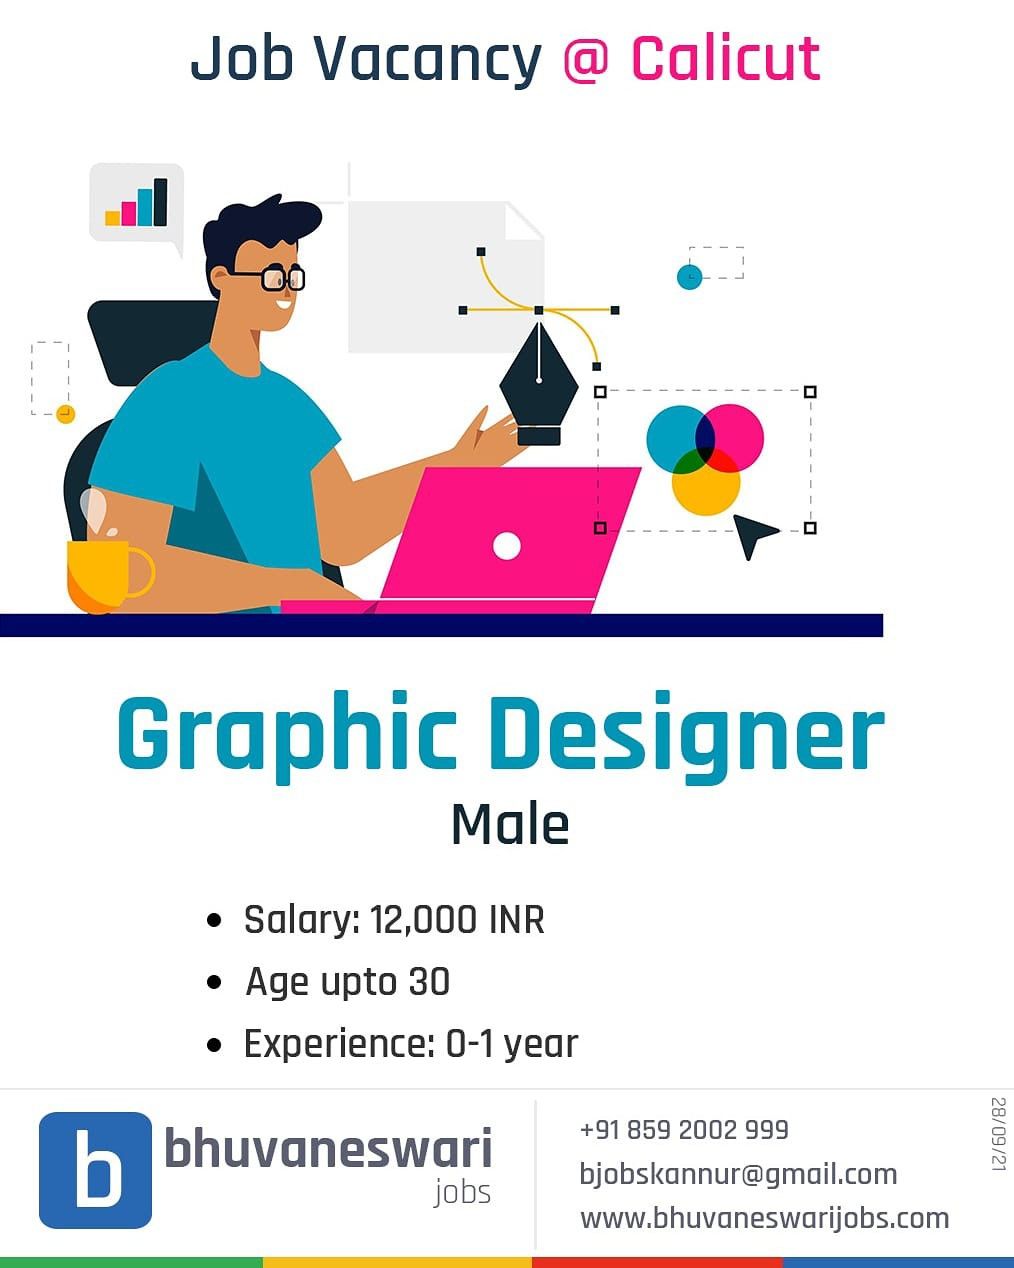 Job Vacancy @ Calicut
Graphic Designer
Male
• Salary: 12,000 INR
• Age upto 30
• Experience: 0-1 year
b
bhuvaneswari
jobs
+91 859 2002 999
bjobskannur@gmail.com
www.bhuvaneswarijobs.com
28/09/21